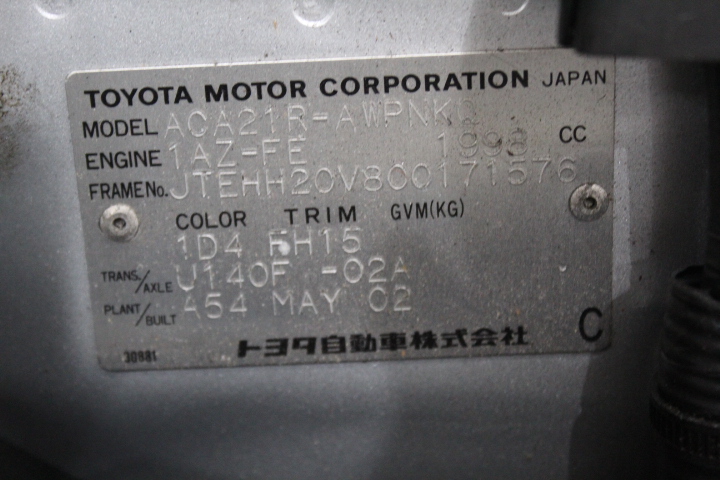 TOYOTA MOTOR CORPORATION JAPAN
MODEL ACA21R-AWPNKQ
ENGINE 1AZ-FE 1998 CC
FRAME No. JTEHH20V800171576
COLOR TRIM GVM(KG)
1D4 FH15
TRANS./AXLE U140F -02A
PLANT/BUILT A54 MAY 02
30881 トヨタ自動車株式会社 C